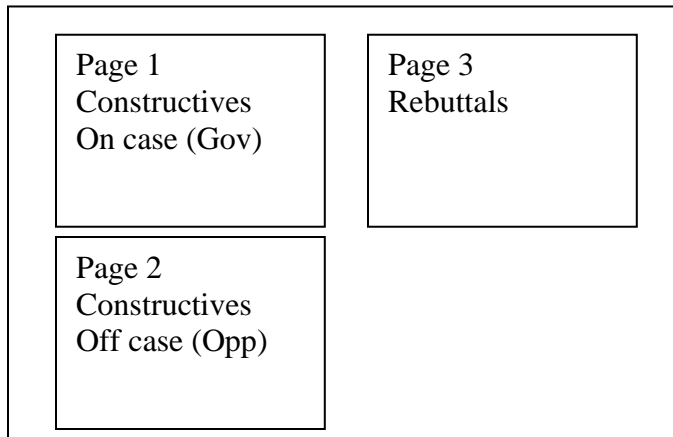 Page 1
Constructives
On case (Gov)
Page 3
Rebuttals
Page 2
Constructives
Off case (Opp)